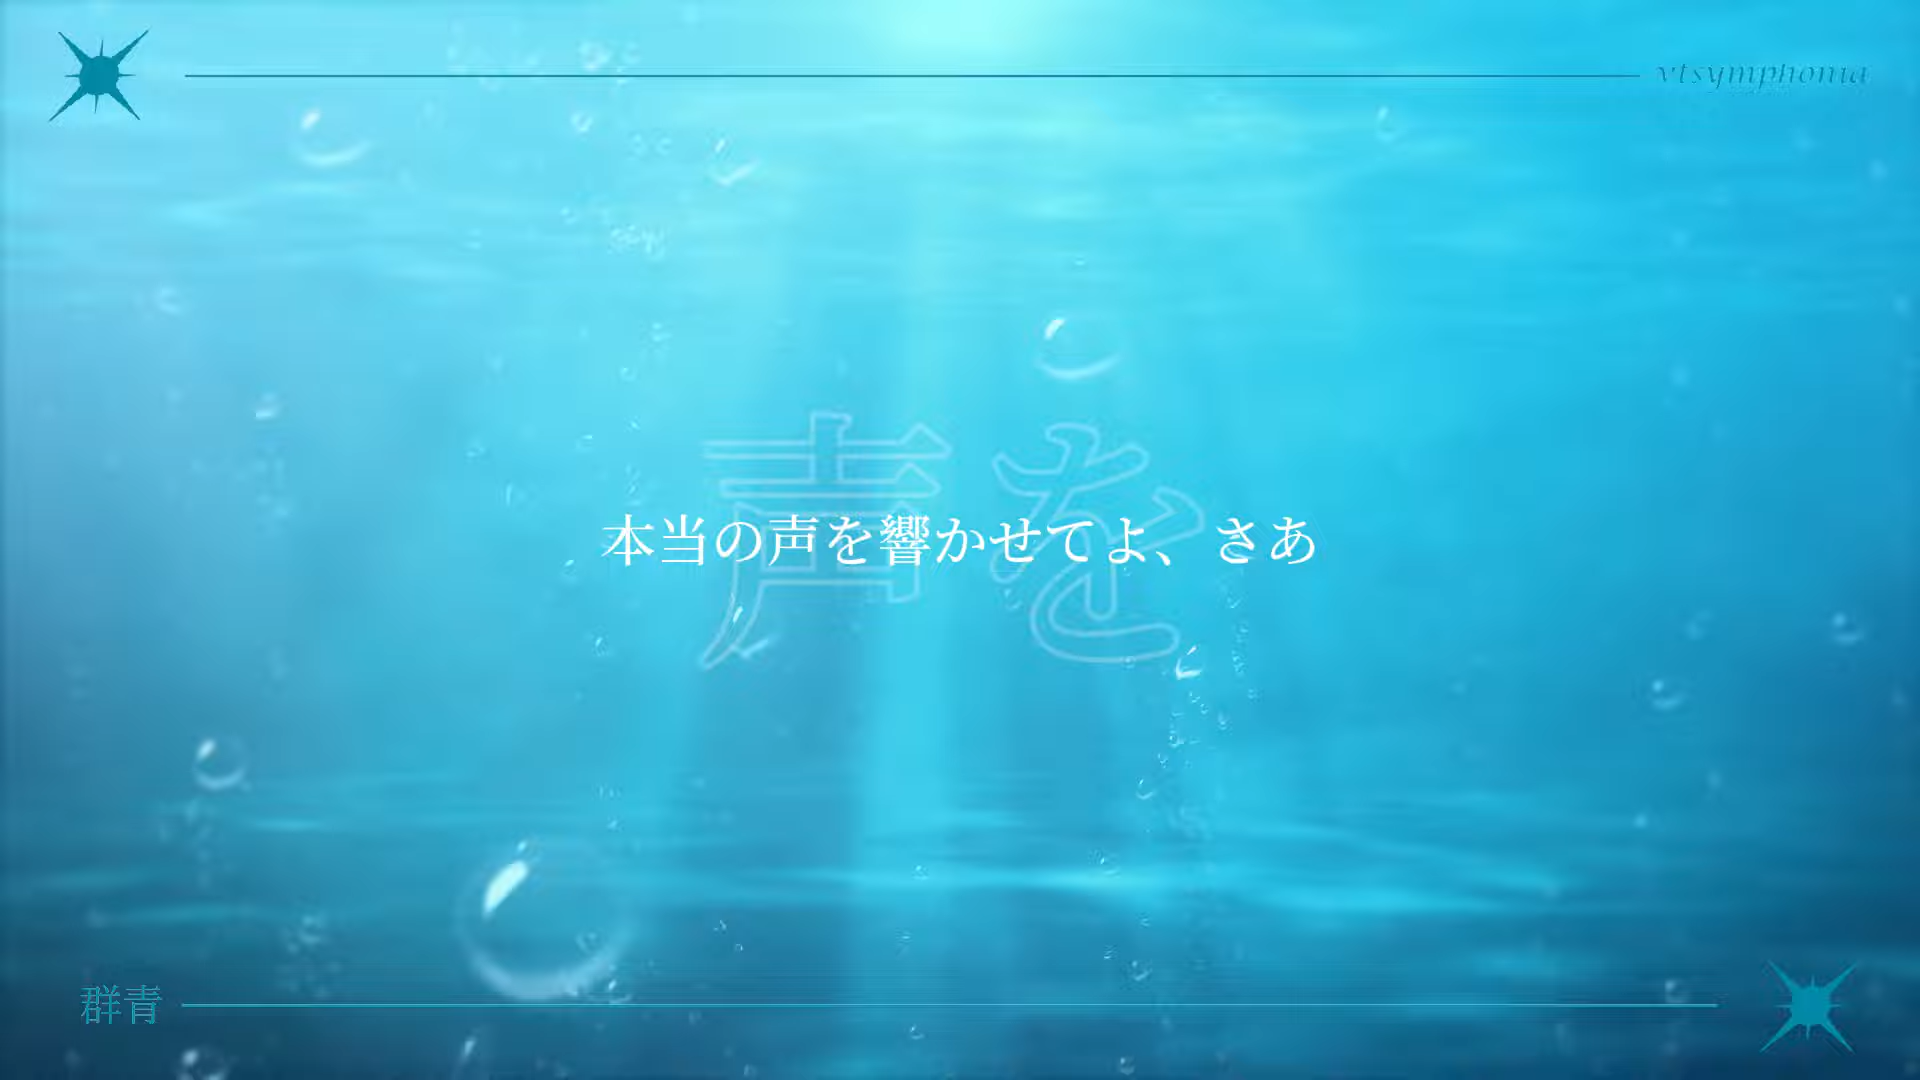 vtsymphonia
声を
本当の声を響かせてよ、さあ
群青